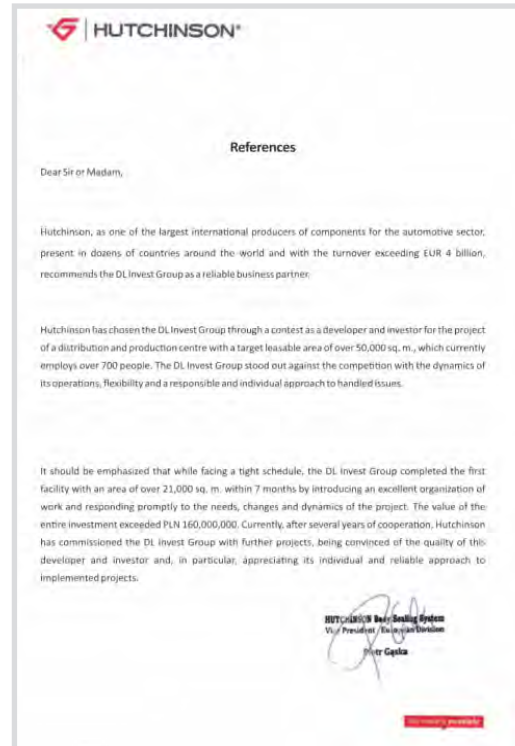 HUTCHINSON®
References
Dear Sir or Madam,
Hutchinson, as one of the largest international producers of components for the automotive sector,
present in dozens of countries around the world and with the turnover exceeding EUR 4 billion,
recommends the DL Invest Group as a reliable business partner.
Hutchinson has chosen the DL Invest Group through a contest as a developer and investor for the project
of a distribution and production centre with a target leasable area of over 50,000 sq. m., which currently
employs over 700 people. The DL Invest Group stood out against the competition with the dynamics of
its operations, flexibility and a responsible and individual approach to handled issues.
It should be emphasized that while facing a tight schedule, the DL Invest Group completed the first
facility with an area of over 21,000 sq. m. within 7 months by introducing an excellent organization of
work and responding promptly to the needs, changes and dynamics of the project. The value of the
entire investment exceeded PLN 160,000,000. Currently, after several years of cooperation, Hutchinson
has commissioned the DL Invest Group with further projects, being convinced of the quality of this
developer and investor and, in particular, appreciating its individual and reliable approach to
implemented projects.
HUTCHINSON Body Sealing System
Vice President / European Division
Piotr Gęska